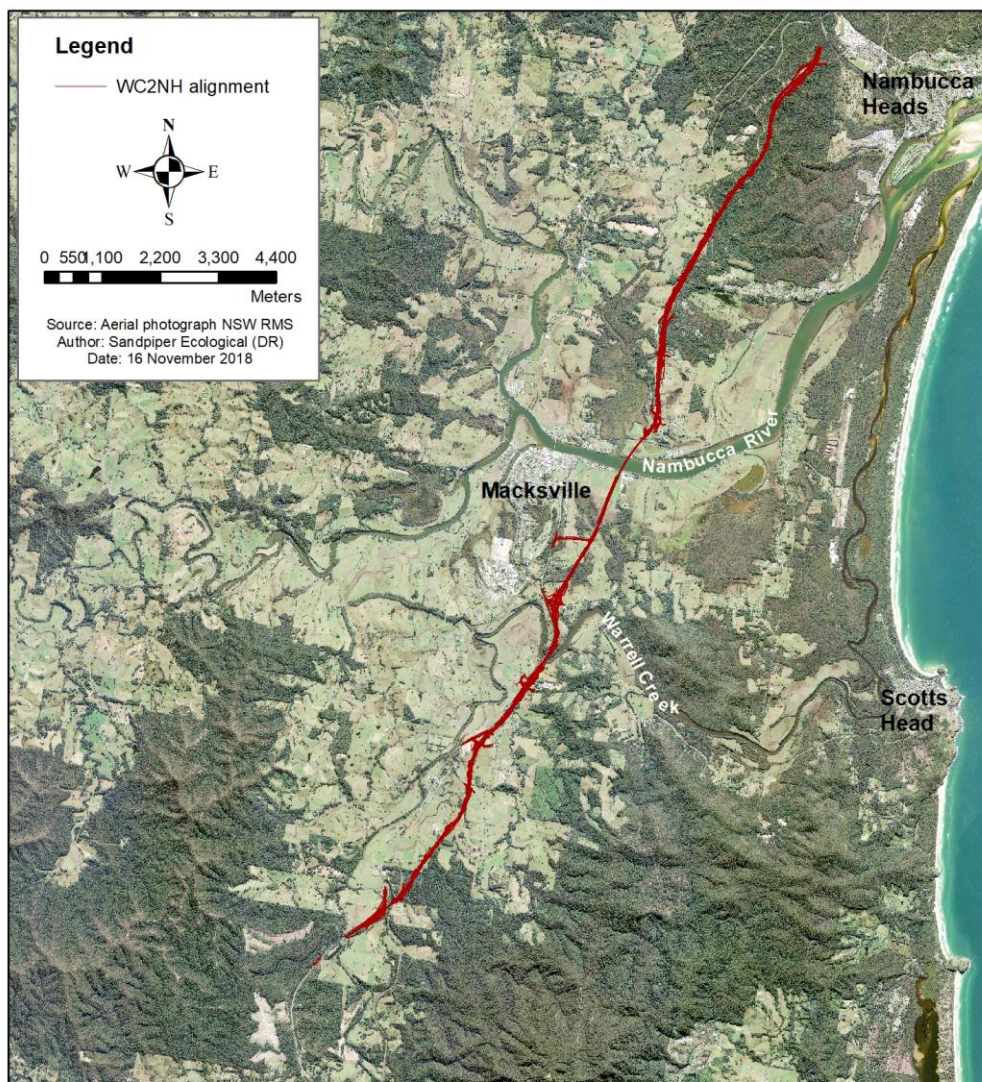 Legend
WC2NH alignment
N
W E
S
0 550 1,100 2,200 3,300 4,400
Meters
Source: Aerial photograph NSW RMS
Author: Sandpiper Ecological (DR)
Date: 16 November 2018
Nambucca
Heads
Nambucca River
Macksville
Warrell Creek
Scotts
Head